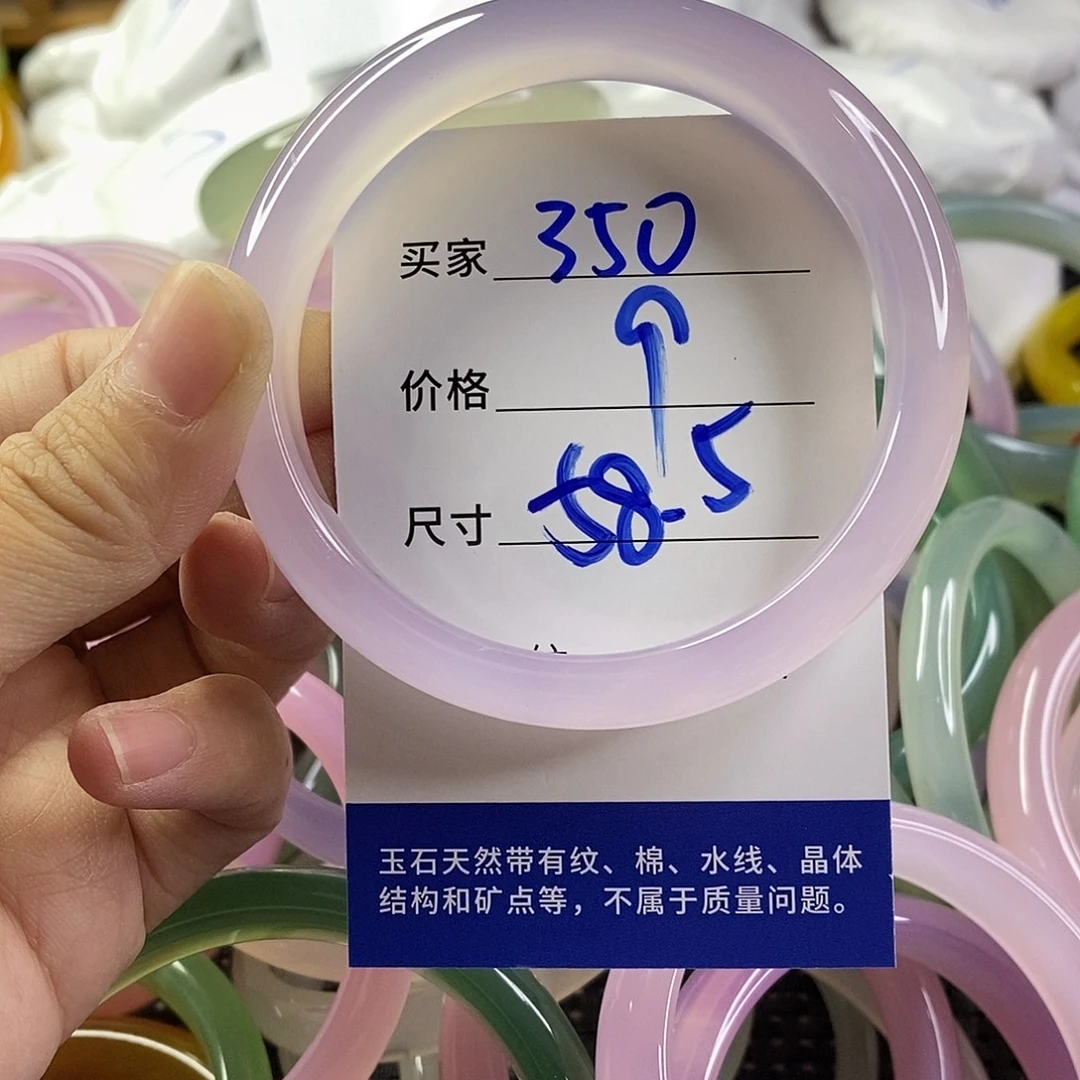 买家 350
价格
尺寸 58.5
玉石天然带有纹、棉、水线、晶体
结构和矿点等，不属于质量问题。